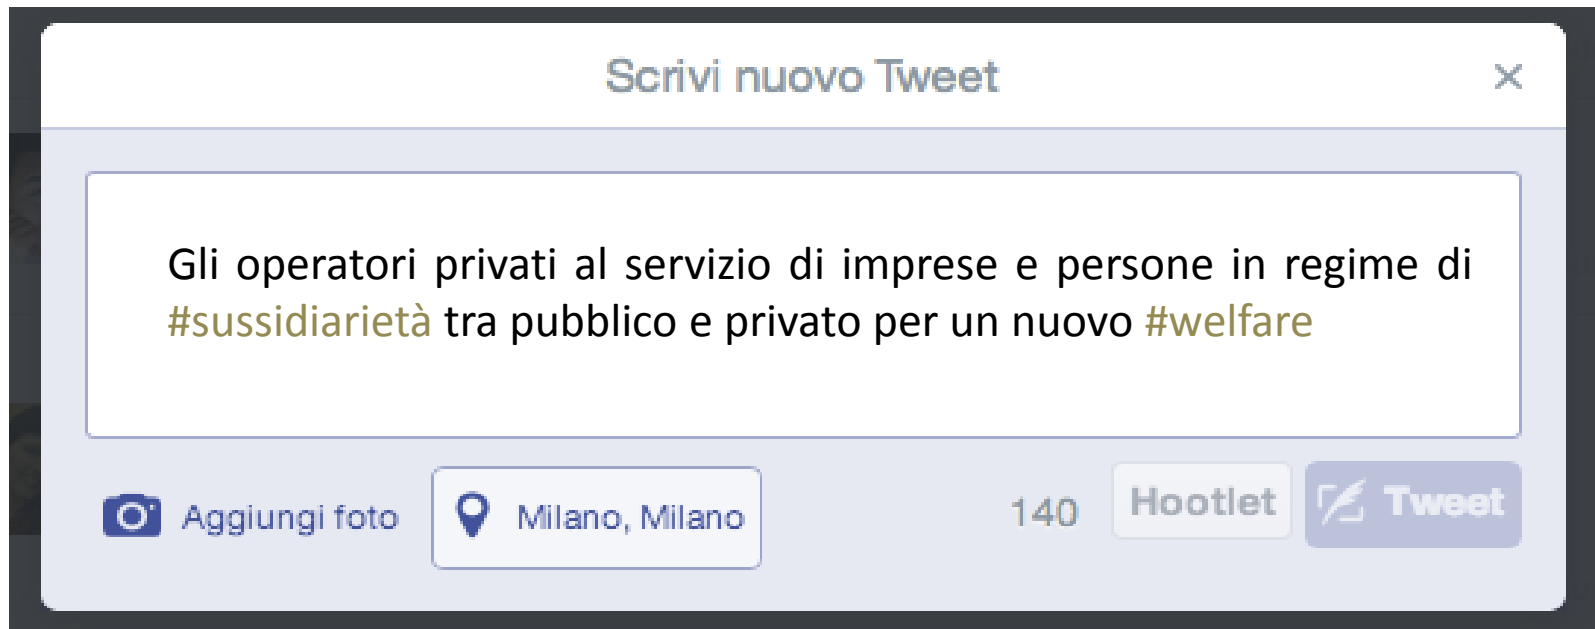 Scrivi nuovo Tweet ×
Gli operatori privati al servizio di imprese e persone in regime di
#sussidiarietà tra pubblico e privato per un nuovo #welfare
Aggiungi foto Milano, Milano 140 Hootlet Tweet